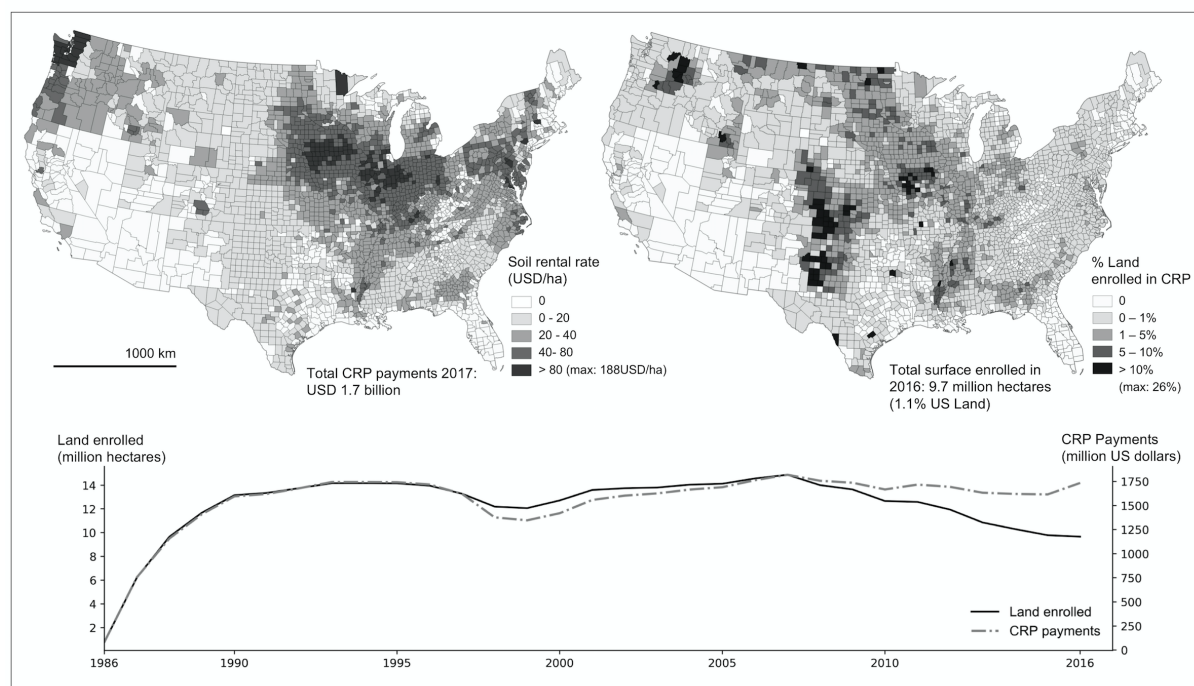 Soil rental rate
(USD/ha)
0
0 - 20
20 - 40
40- 80
> 80 (max: 188USD/ha)
1000 km
Total CRP payments 2017:
USD 1.7 billion
% Land
enrolled in CRP
0
0 – 1%
1 – 5%
5 – 10%
> 10%
(max: 26%)
Total surface enrolled in
2016: 9.7 million hectares
(1.1% US Land)
Land enrolled
(million hectares)
CRP Payments
(million US dollars)
14
12
10
8
6
4
2
1750
1500
1250
1000
750
500
250
0
Land enrolled
CRP payments
1986
1990
1995
2000
2005
2010
2016